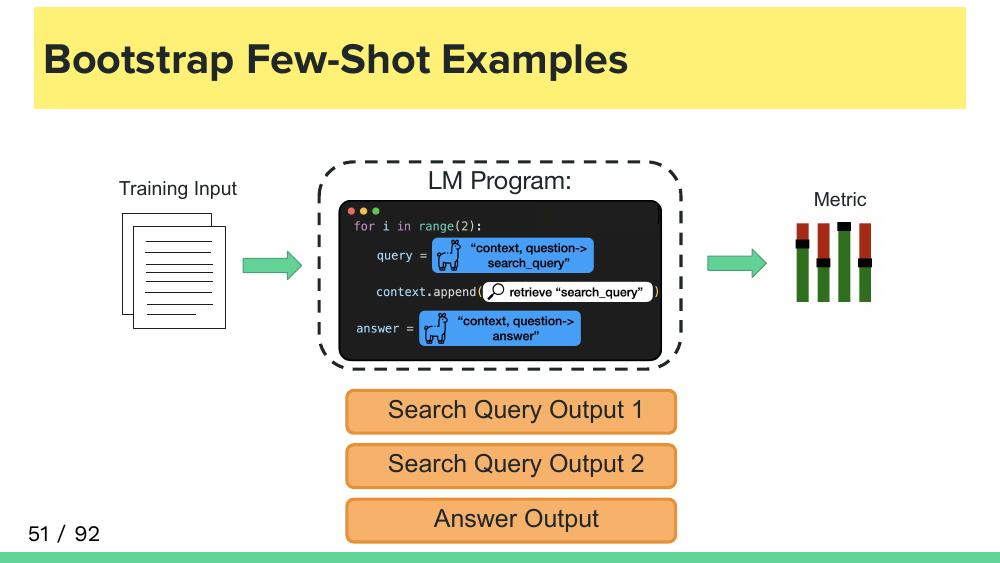 Bootstrap Few-Shot Examples
Training Input
LM Program:
for i in range(2):
query = “context, question->
search_query”
context.append( retrieve “search_query” )
answer = “context, question->
answer”
Metric
Search Query Output 1
Search Query Output 2
Answer Output
51 / 92